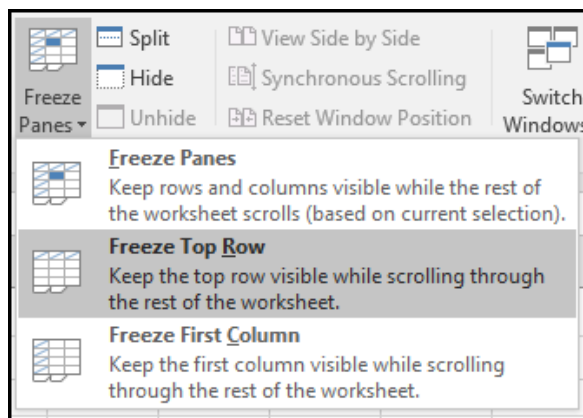 Freeze
Panes
Split
Hide
Unhide
View Side by Side
Synchronous Scrolling
Reset Window Position
Switch
Windows
Freeze Panes
Keep rows and columns visible while the rest of
the worksheet scrolls (based on current selection).
Freeze Top Row
Keep the top row visible while scrolling through
the rest of the worksheet.
Freeze First Column
Keep the first column visible while scrolling
through the rest of the worksheet.